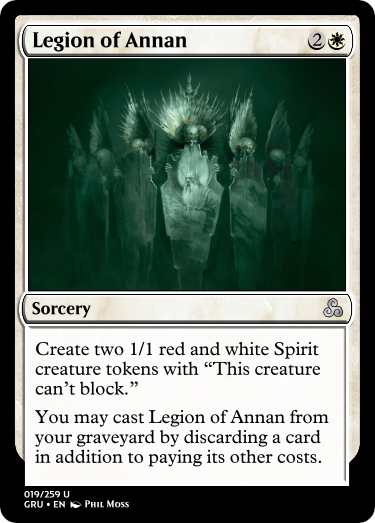 Legion of Annan 2
Sorcery
Create two 1/1 red and white Spirit
creature tokens with “This creature
can’t block.”
You may cast Legion of Annan from
your graveyard by discarding a card
in addition to paying its other costs.
019/259 U
GRU • EN Phil Moss